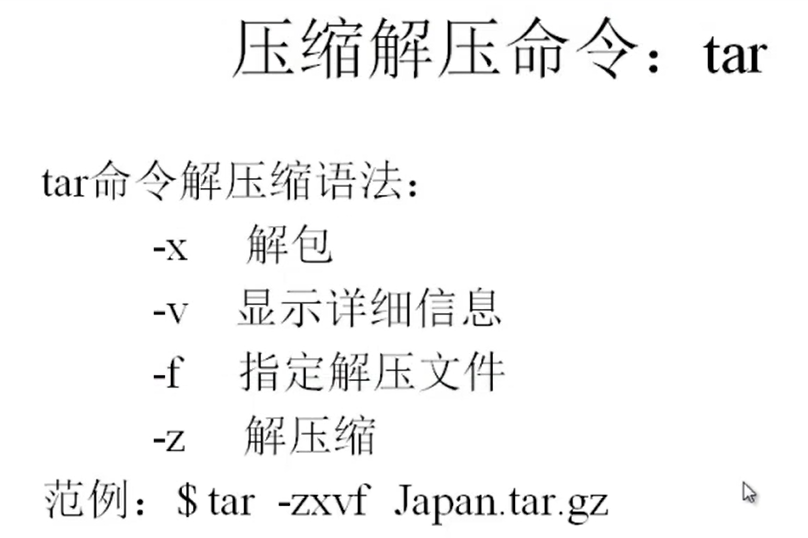 压缩解压命令：tar
tar命令解压缩语法：
-x 解包
-v 显示详细信息
-f 指定解压文件
-z 解压缩
范例：$ tar -zxvf Japan.tar.gz